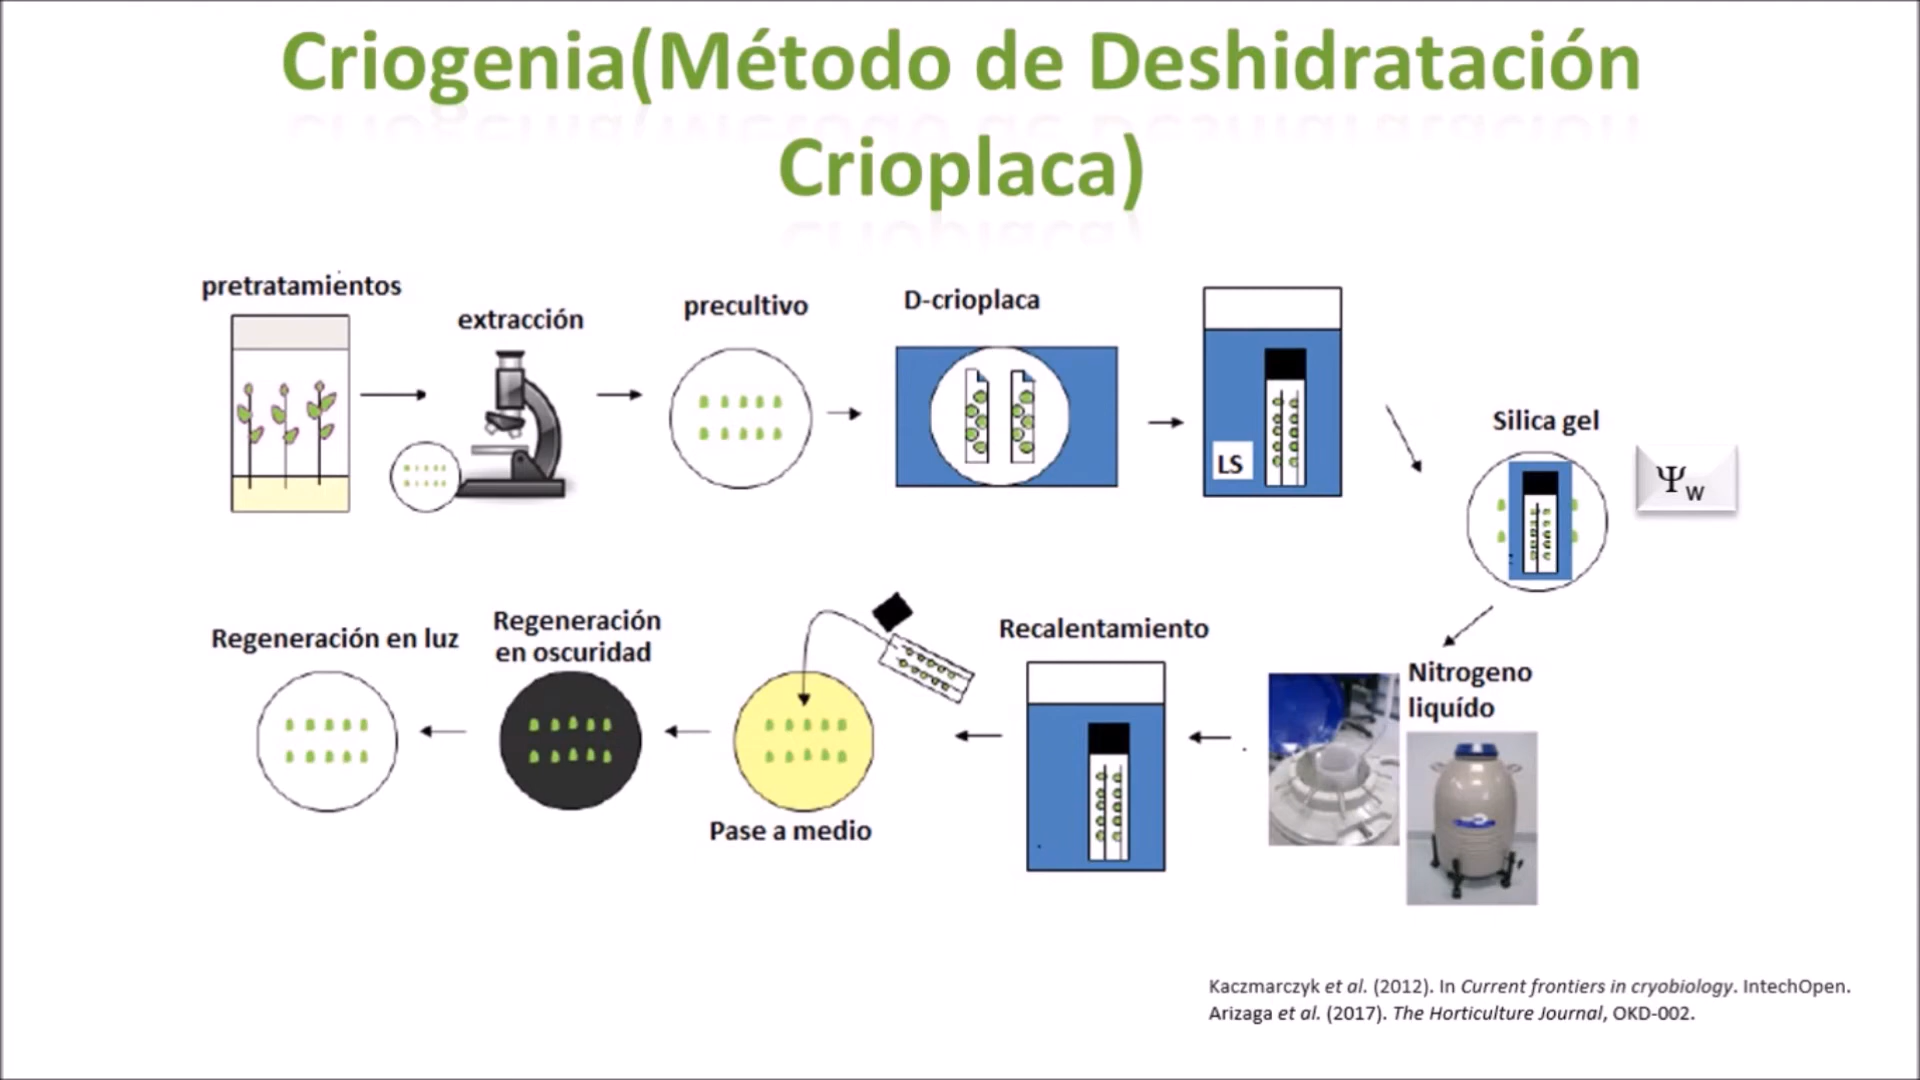 Criogenia(Método de Deshidratación
Crioplaca)
pretratamientos
extracción
precultivo
D-crioplaca
LS
Silica gel
Ψw
Nitrogeno
liquído
Recalentamiento
Pase a medio
Regeneración
en oscuridad
Regeneración en luz
Kaczmarczyk et al. (2012). In Current frontiers in cryobiology. IntechOpen.
Arizaga et al. (2017). The Horticulture Journal, OKD-002.